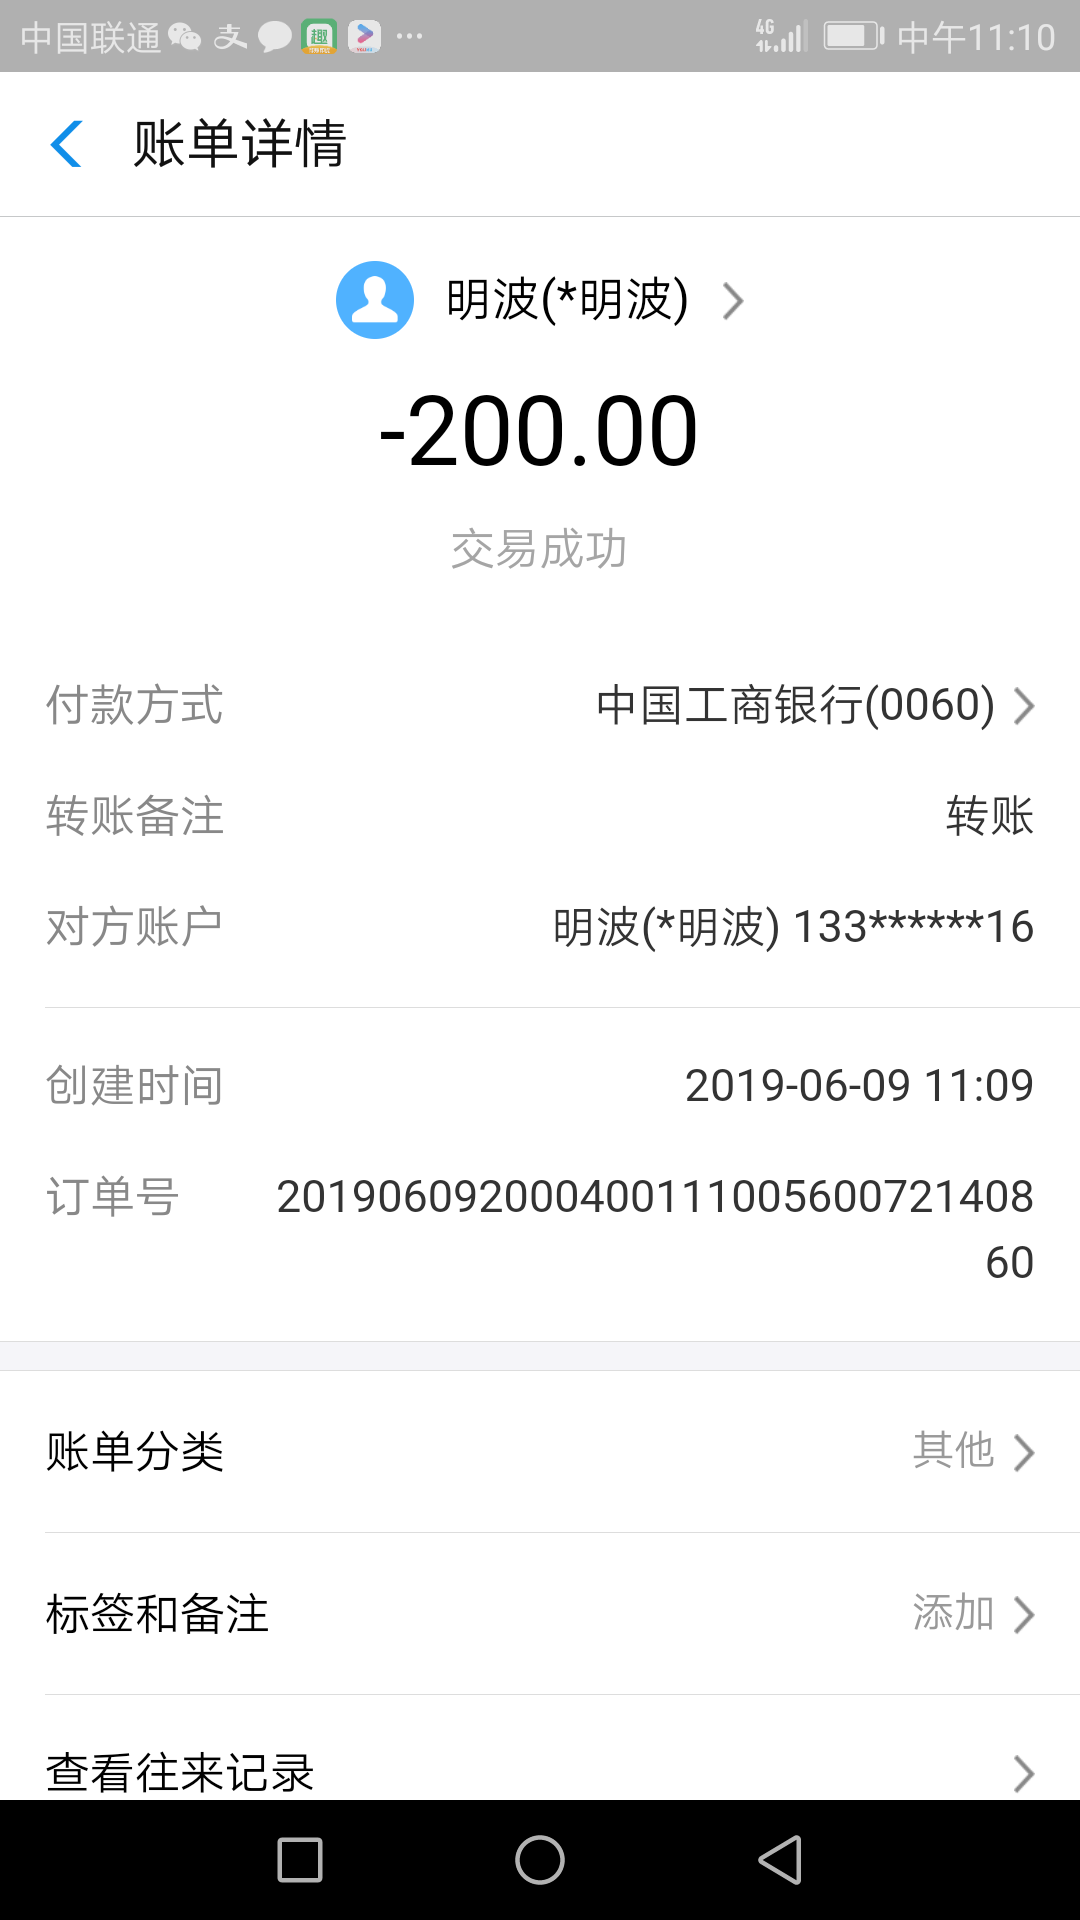 中国联通 趣 ··· 4G 中午11:10
账单详情
明波(*明波)
-200.00
交易成功
付款方式 中国工商银行(0060)
转账备注 转账
对方账户 明波(*明波) 133******16
创建时间 2019-06-09 11:09
订单号 20190609200040011100560072140​8
60
账单分类 其他
标签和备注 添加
查看往来记录